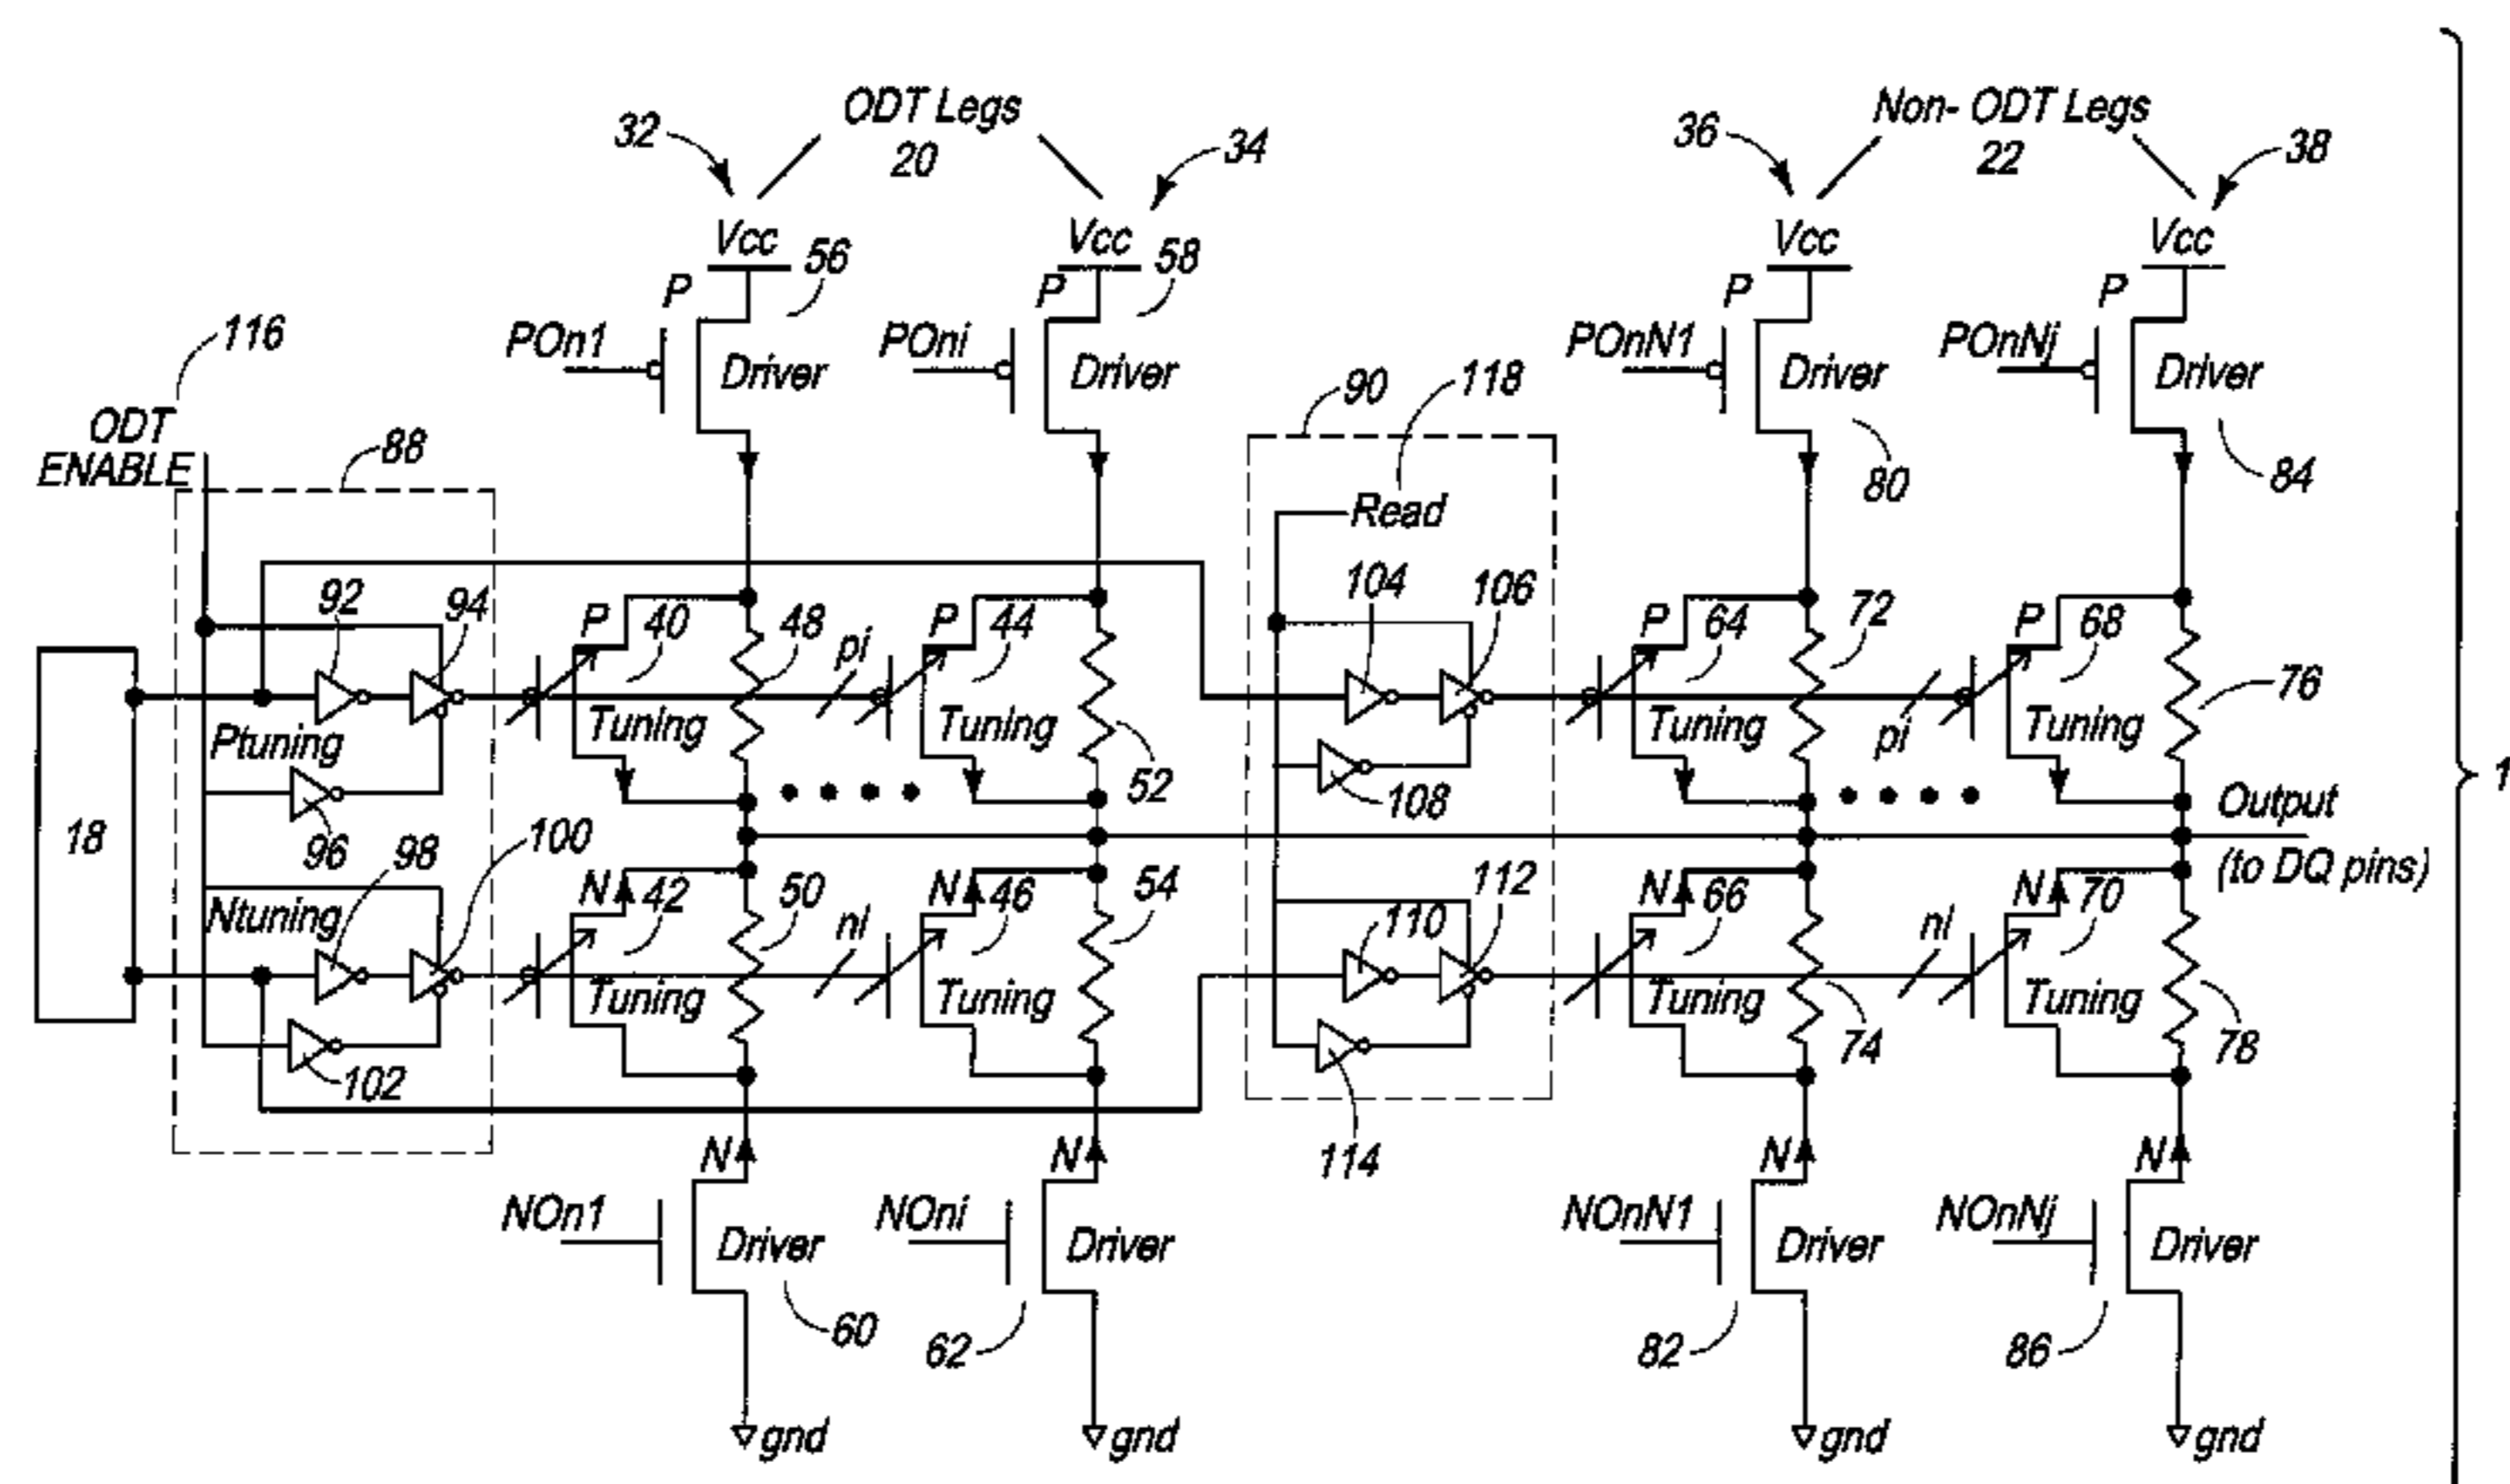 ODT Legs
20
Non- ODT Legs
22
32
34
36
38
Vcc
Vcc
Vcc
Vcc
P
56
P
58
P
P
POn1
Driver
POni
Driver
POnN1
Driver
POnNj
Driver
116
ODT
ENABLE
88
90
118
Read
80
84
92
94
P
40
48
pi
P
44
104
106
P
64
72
P
68
76
Ptuning
Tuning
Tuning
52
Tuning
pi
Tuning
18
96
108
Output
(to DQ pins)
1
98
100
N
42
50
nl
N
46
54
110
112
N
66
nl
N
70
Ntuning
Tuning
Tuning
Tuning
74
Tuning
78
102
114
N
N
N
N
NOn1
Driver
NOni
Driver
NOnN1
Driver
NOnNj
Driver
60
62
82
86
gnd
gnd
gnd
gnd